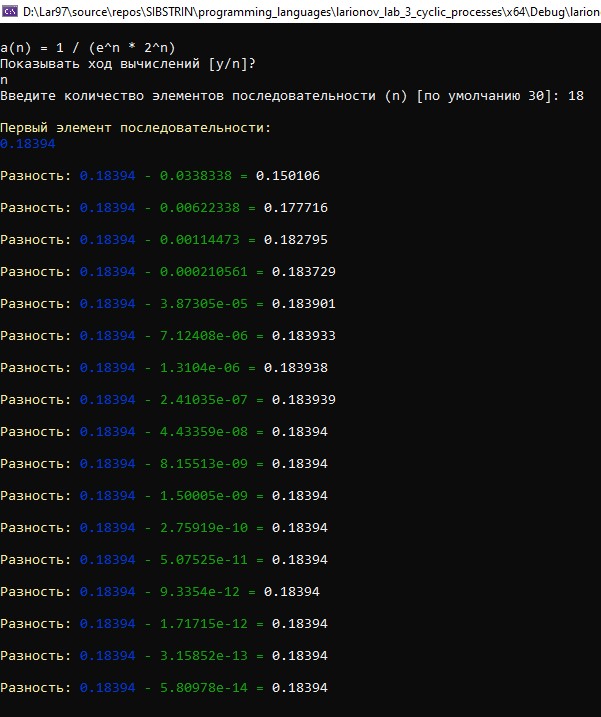 D:\Lar97\source\repos\SIBSTRIN\programming_languages\larionov_lab_3_cyclic_processes\x64\Debug\larion
a(n) = 1 / (e^n * 2^n)
Показывать ход вычислений [y/n]?
n
Введите количество элементов последовательности (n) [по умолчанию 30]: 18
Первый элемент последовательности:
0.18394
Разность: 0.18394 - 0.0338338 = 0.150106
Разность: 0.18394 - 0.00622338 = 0.177716
Разность: 0.18394 - 0.00114473 = 0.182795
Разность: 0.18394 - 0.000210561 = 0.183729
Разность: 0.18394 - 3.87305e-05 = 0.183901
Разность: 0.18394 - 7.12408e-06 = 0.183933
Разность: 0.18394 - 1.3104e-06 = 0.183938
Разность: 0.18394 - 2.41035e-07 = 0.183939
Разность: 0.18394 - 4.43359e-08 = 0.18394
Разность: 0.18394 - 8.15513e-09 = 0.18394
Разность: 0.18394 - 1.50005e-09 = 0.18394
Разность: 0.18394 - 2.75919e-10 = 0.18394
Разность: 0.18394 - 5.07525e-11 = 0.18394
Разность: 0.18394 - 9.3354e-12 = 0.18394
Разность: 0.18394 - 1.71715e-12 = 0.18394
Разность: 0.18394 - 3.15852e-13 = 0.18394
Разность: 0.18394 - 5.80978e-14 = 0.18394